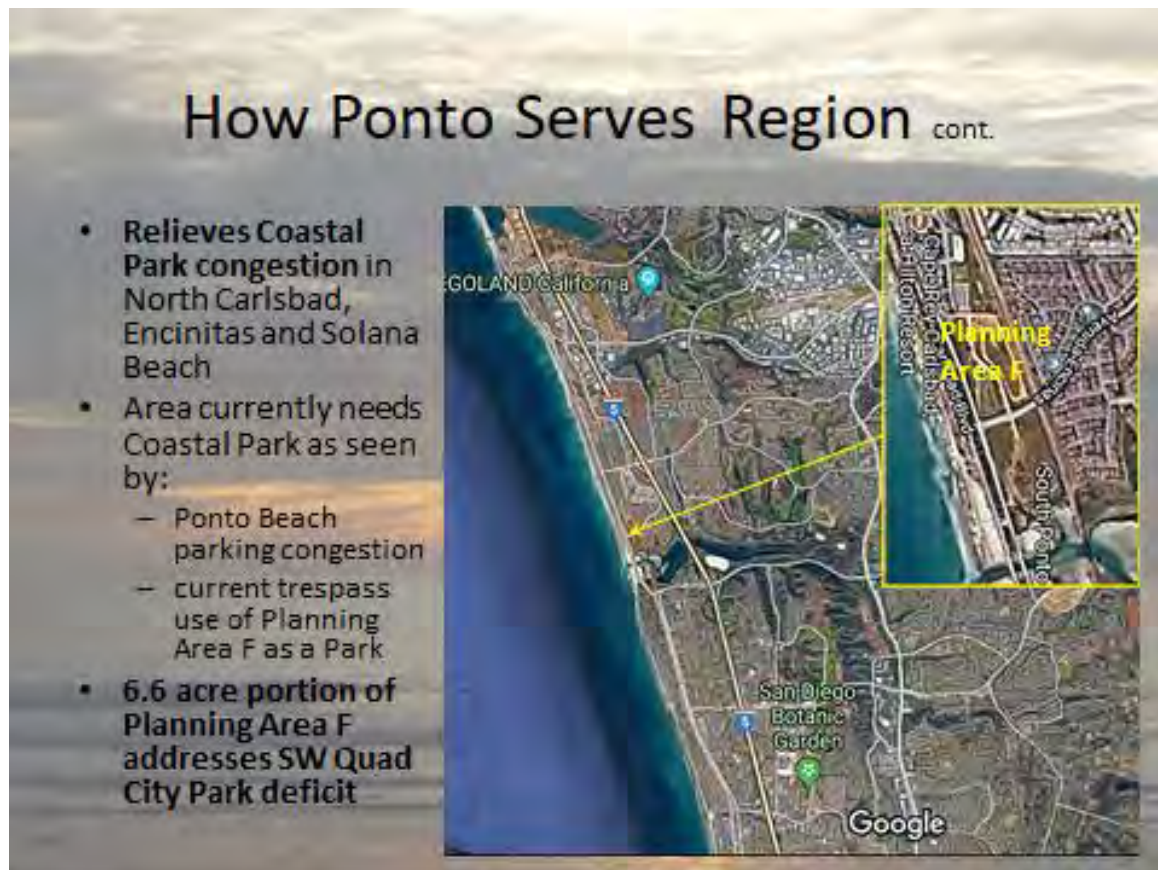 How Ponto Serves Region cont.
• Relieves Coastal
Park congestion in
North Carlsbad,
Encinitas and Solana
Beach
• Area currently needs
Coastal Park as seen
by:
– Ponto Beach
parking congestion
– current trespass
use of Planning
Area F as a Park
• 6.6 acre portion of
Planning Area F
addresses SW Quad
City Park deficit
GOLAND California
5
Planning
Area F
South Ponto
San Diego
Botanic
Garden
5
Google